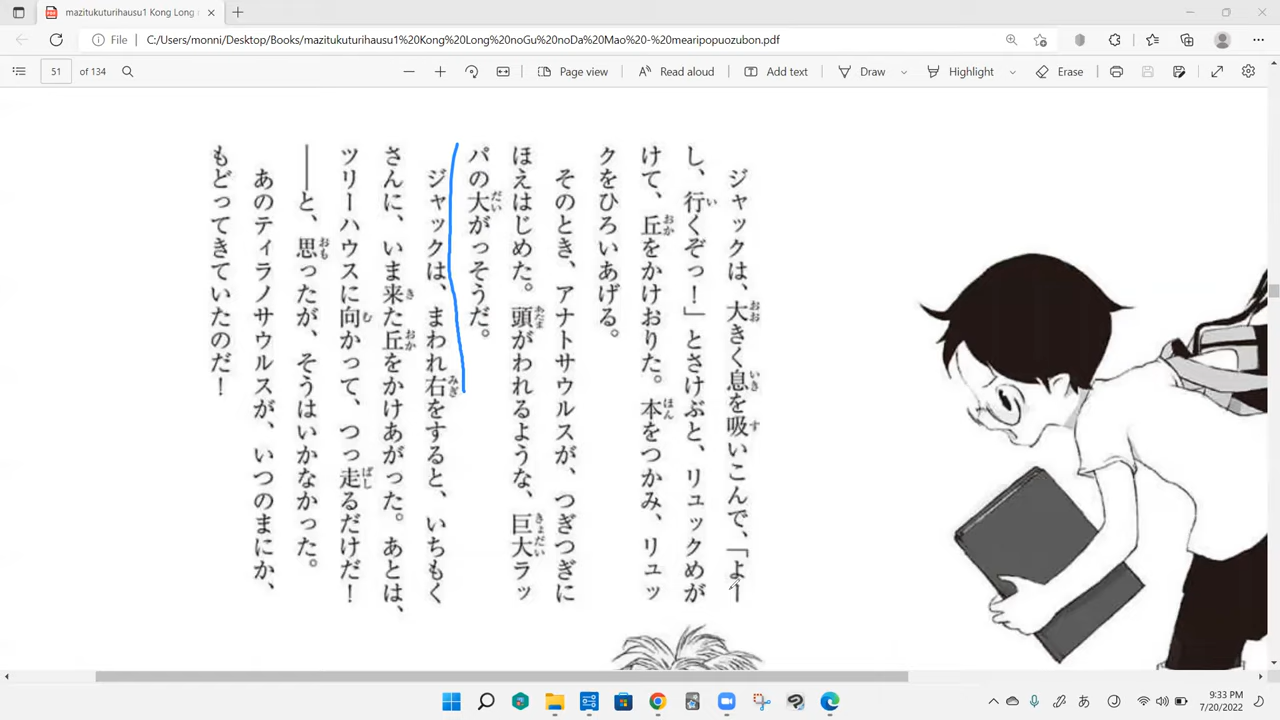 mazitukuturihausu1 Kong Long
File C:/Users/monni/Desktop/Books/mazitukuturihausu1%20Kong%20Long%20noGu%20noDa%20Mao%20-%20mearipopuozubon.pdf
51 of 134 Page view Read aloud Add text Draw Highlight Erase
ジャックは、大きく息を吸いこんで、「よー
し、行くぞっ！」とさけぶと、リュックめが
けて、丘をかけおりた。本をつかみ、リュッ
クをひろいあげる。
そのとき、アナトサウルスが、つぎつぎに
ほえはじめた。頭がわれるような、巨大ラッ
パの大がっそうだ。
ジャックは、まわれ右をすると、いちもく
さんに、いま来た丘をかけあがった。あとは、
ツリーハウスに向かって、つっ走るだけだ！
――と、思ったが、そうはいかなかった。
あのティラノサウルスが、いつのまにか、
もどってきていたのだ！
あ
9:33 PM
7/20/2022